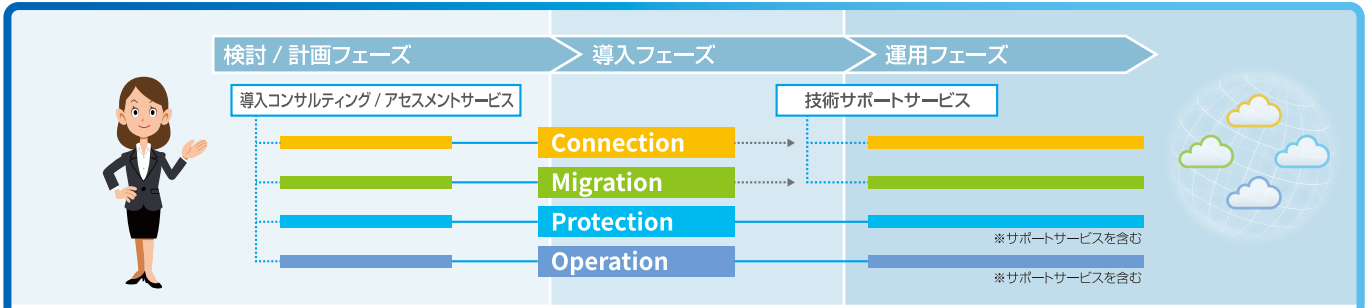 検討 / 計画フェーズ
導入フェーズ
運用フェーズ
導入コンサルティング / アセスメントサービス
技術サポートサービス
Connection
Migration
Protection
※サポートサービスを含む
Operation
※サポートサービスを含む